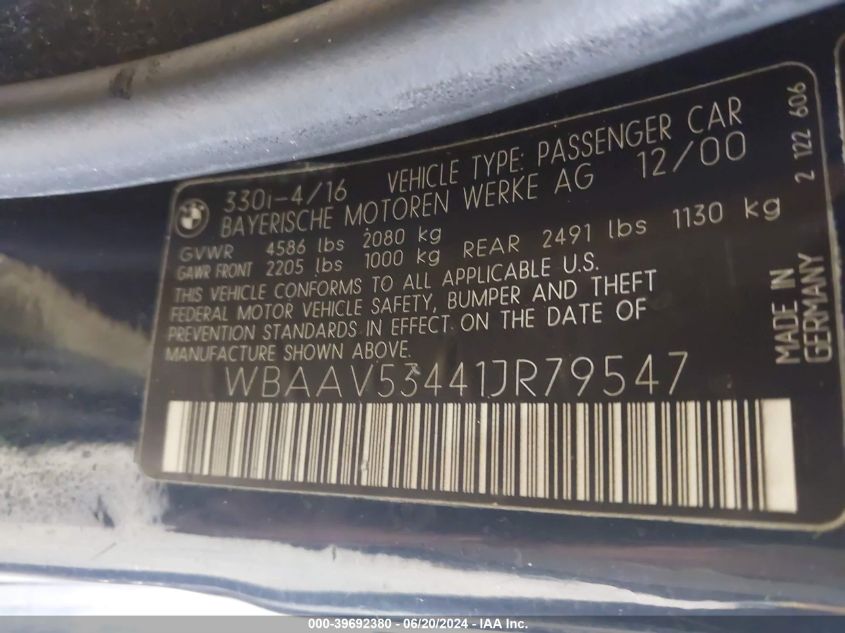 330i-4/16 VEHICLE TYPE: PASSENGER CAR
BAYERISCHE MOTOREN WERKE AG 12/00
GVWR 4586 lbs 2080 kg
GAWR FRONT 2205 lbs 1000 kg REAR 2491 lbs 1130 kg
THIS VEHICLE CONFORMS TO ALL APPLICABLE U.S.
FEDERAL MOTOR VEHICLE SAFETY, BUMPER AND THEFT
PREVENTION STANDARDS IN EFFECT ON THE DATE OF
MANUFACTURE SHOWN ABOVE.
WBAAV53441JR79547
2 122 606
MADE IN
GERMANY
000-39692380 - 06/20/2024 - IAA Inc.